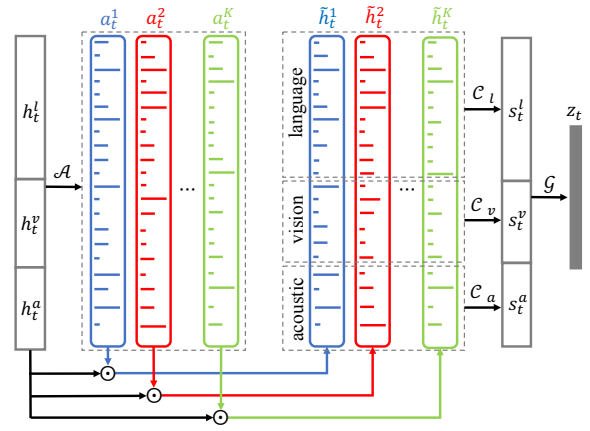 a_t^1 a_t^2 a_t^K h̃_t^1 h̃_t^2 h̃_t^K
h_t^l
h_t^v
h_t^a
𝒜
...
...
language
vision
acoustic
𝒞_l
𝒞_v
𝒞_a
s_t^l
s_t^v
s_t^a
𝒢
z_t